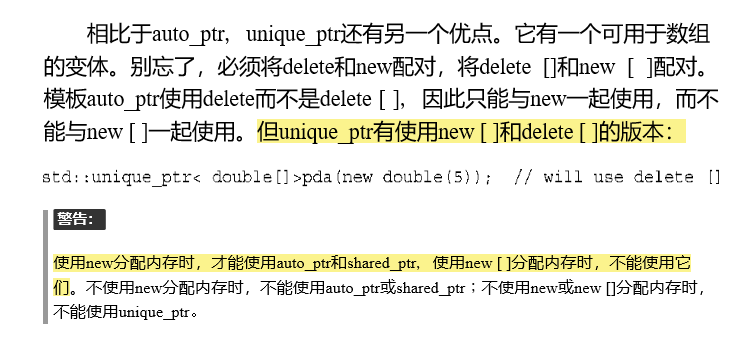 相比于auto_ptr，unique_ptr还有另一个优点。它有一个可用于数组
的变体。别忘了，必须将delete和new配对，将delete []和new [ ]配对。
模板auto_ptr使用delete而不是delete [ ]，因此只能与new一起使用，而不
能与new [ ]一起使用。但unique_ptr有使用new [ ]和delete [ ]的版本：
std::unique_ptr< double[]>pda(new double(5)); // will use delete []
警告：
使用new分配内存时，才能使用auto_ptr和shared_ptr，使用new [ ]分配内存时，不能使用它
们。不使用new分配内存时，不能使用auto_ptr或shared_ptr；不使用new或new []分配内存时，
不能使用unique_ptr。